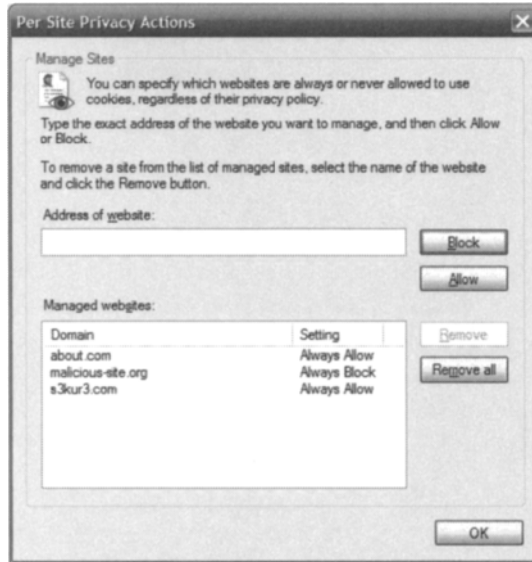 Per Site Privacy Actions
Manage Sites
You can specify which websites are always or never allowed to use
cookies, regardless of their privacy policy.
Type the exact address of the website you want to manage, and then click Allow
or Block.
To remove a site from the list of managed sites, select the name of the website
and click the Remove button.
Address of website:
Block
Allow
Managed websites:
Domain Setting
Remove
about.com Always Allow
malicious-site.org Always Block
Remove all
s3kur3.com Always Allow
OK